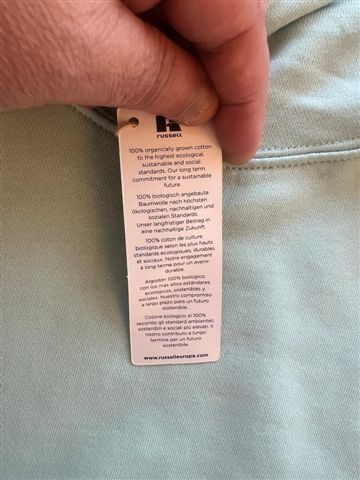 R
russell
100% organically grown cotton
to the highest ecological,
sustainable and social
standards. Our long term
commitment for a sustainable
future.
100% biologisch angebaute
Baumwolle nach höchsten
ökologischen, nachhaltigen und
sozialen Standards.
Unser langfristiger Beitrag in
eine nachhaltige Zukunft.
100% coton de culture
biologique selon les plus hauts
standards écologiques, durables
et sociaux. Notre engagement
à long terme pour un avenir
durable.
Algodón 100% biologico
con los más altos estándares
ecológicos, sostenibles y
sociales. Nuestro compromiso
a largo plazo para un futuro
sostenible.
Cotone biologico al 100%
secondo gli standard ambientali,
sostenibili e sociali più elevati. Il
nostro contributo a lungo
termine per un futuro
sostenibile.
www.russelleurope.com